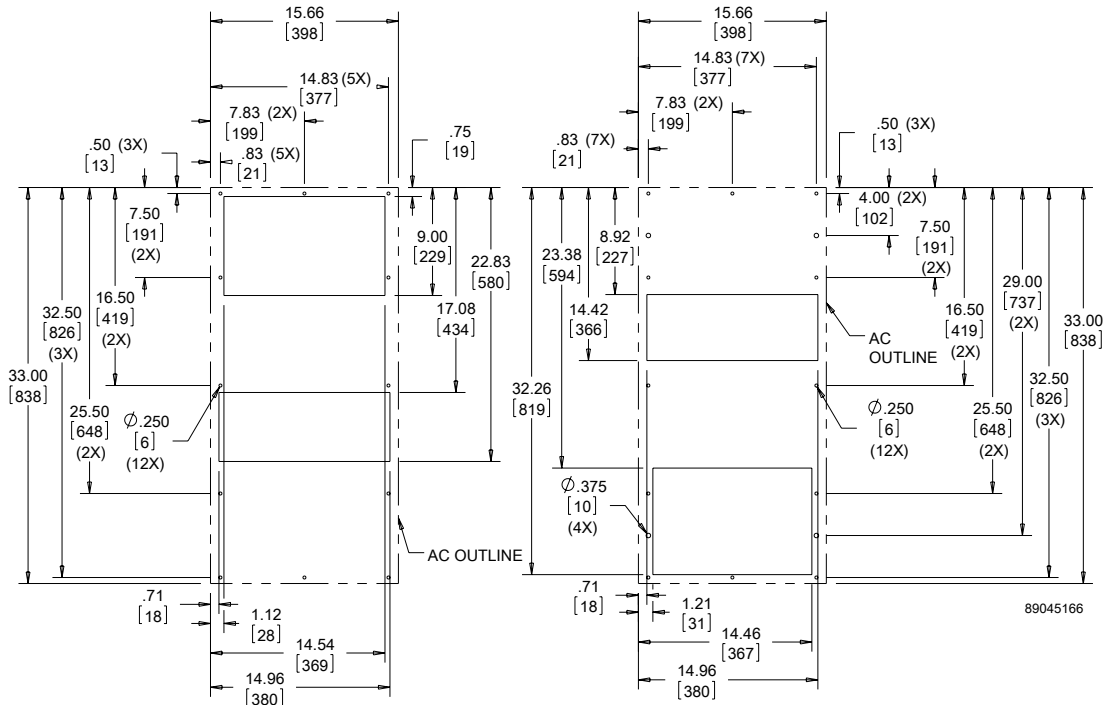 15.66
[398]
14.83 (5X)
[377]
7.83 (2X)
[199]
.50 (3X)
[13]
.83 (5X)
[21]
.75
[19]
7.50
[191]
(2X)
9.00
[229]
22.83
[580]
16.50
[419]
(2X)
17.08
[434]
32.50
[826]
(3X)
33.00
[838]
25.50
[648]
(2X)
Ø.250
[6]
(12X)
AC OUTLINE
.71
[18]
1.12
[28]
14.54
[369]
14.96
[380]
15.66
[398]
14.83 (7X)
[377]
7.83 (2X)
[199]
.83 (7X)
[21]
.50 (3X)
[13]
4.00 (2X)
[102]
8.92
[227]
7.50
[191]
(2X)
23.38
[594]
29.00
[737]
(2X)
14.42
[366]
16.50
[419]
(2X)
33.00
[838]
AC
OUTLINE
32.26
[819]
32.50
[826]
(3X)
Ø.250
[6]
(12X)
25.50
[648]
(2X)
Ø.375
[10]
(4X)
.71
[18]
1.21
[31]
89045166
14.46
[367]
14.96
[380]